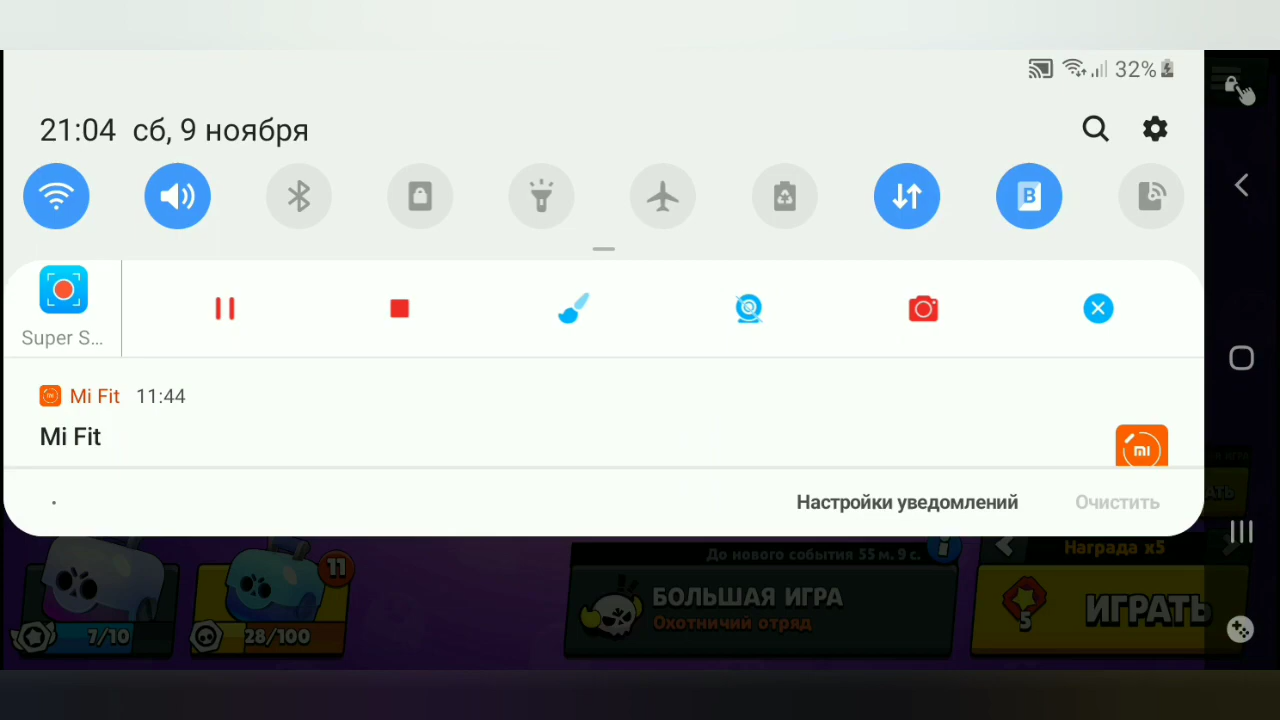 32%
21:04 сб, 9 ноября
B
Super S...
Mi Fit 11:44
Mi Fit
Настройки уведомлений Очистить
До нового события 55 м. 9 с.
Награда x5
11
БОЛЬШАЯ ИГРА
Охотничий отряд
5
ИГРАТЬ
7/10
28/100